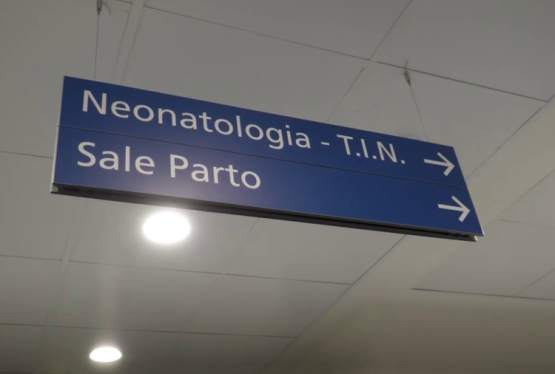 Neonatologia - T.I.N. →
Sale Parto →